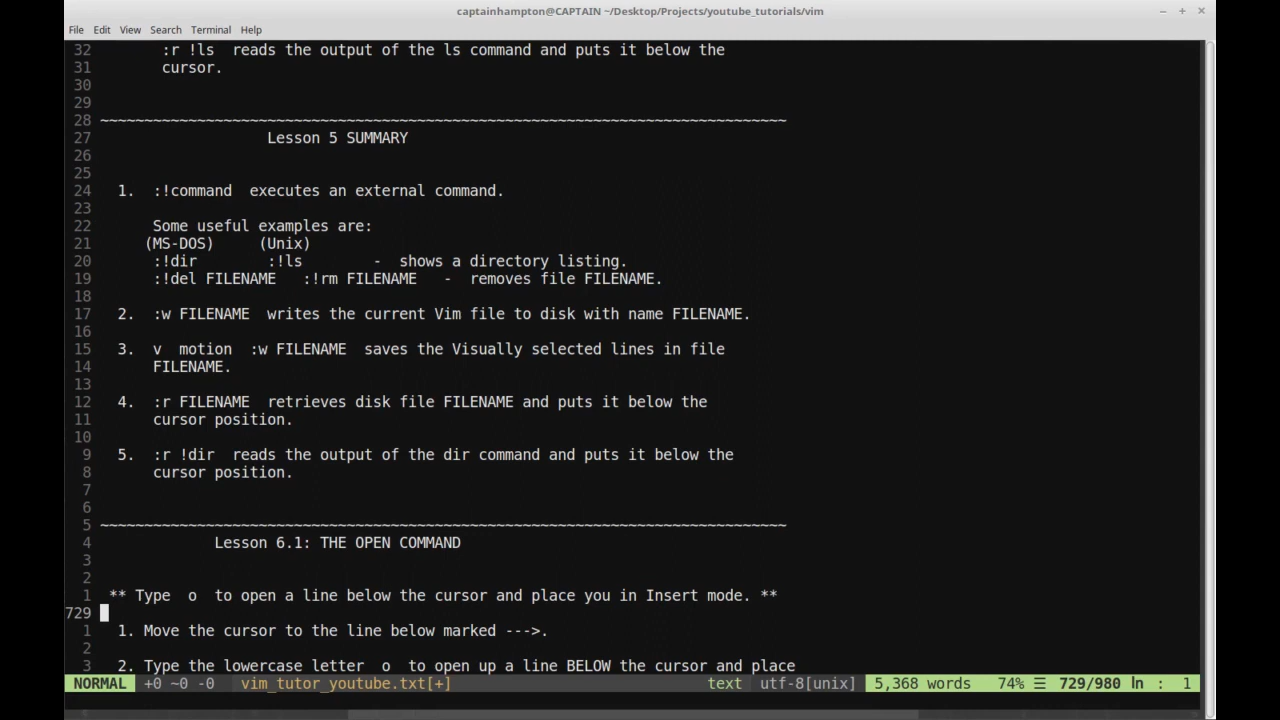 captainhampton@CAPTAIN ~/Desktop/Projects/youtube_tutorials/vim
File Edit View Search Terminal Help
32 :r !ls reads the output of the ls command and puts it below the
31 cursor.
30
29
28 ~~~~~~~~~~~~~~~~~~~~~~~~~~~~~~~~~~~~~~~~~~~~~~~~~~~~~~~~~~~~~~~~~~~~~~~~~~~~~~
27 Lesson 5 SUMMARY
26
25
24 1. :!command executes an external command.
23
22 Some useful examples are:
21 (MS-DOS) (Unix)
20 :!dir :!ls - shows a directory listing.
19 :!del FILENAME :!rm FILENAME - removes file FILENAME.
18
17 2. :w FILENAME writes the current Vim file to disk with name FILENAME.
16
15 3. v motion :w FILENAME saves the Visually selected lines in file
14 FILENAME.
13
12 4. :r FILENAME retrieves disk file FILENAME and puts it below the
11 cursor position.
10
9 5. :r !dir reads the output of the dir command and puts it below the
8 cursor position.
7
6
5 ~~~~~~~~~~~~~~~~~~~~~~~~~~~~~~~~~~~~~~~~~~~~~~~~~~~~~~~~~~~~~~~~~~~~~~~~~~~~~~
4 Lesson 6.1: THE OPEN COMMAND
3
2
1 ** Type o to open a line below the cursor and place you in Insert mode. **
729
1 1. Move the cursor to the line below marked --->.
2
3 2. Type the lowercase letter o to open up a line BELOW the cursor and place
NORMAL +0 ~0 -0 vim_tutor_youtube.txt[+] text utf-8[unix] 5,368 words 74% ☰ 729/980 ln : 1